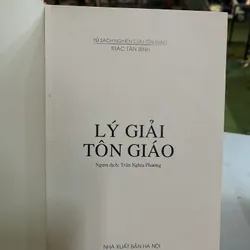 TỦ SÁCH NGHIÊN CỨU TÔN GIÁO
TRÁC TÂN BÌNH
LÝ GIẢI
TÔN GIÁO
Người dịch: Trần Nghĩa Phương
NHÀ XUẤT BẢN HÀ NỘI